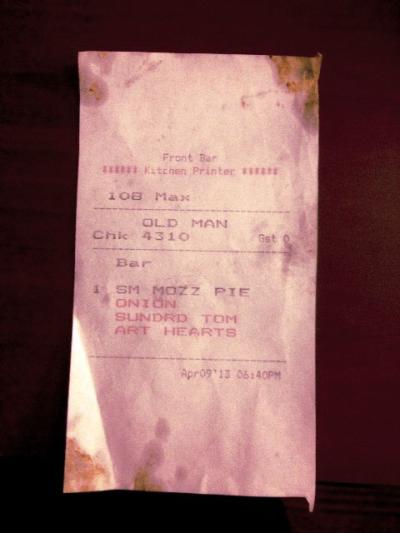 Front Bar
###### Kitchen Printer ######
108 Max
OLD MAN
Chk 4310 Gst 0
Bar
1 SM MOZZ PIE
ONION
SUNDRD TOM
ART HEARTS
Apr09'13 06:40PM